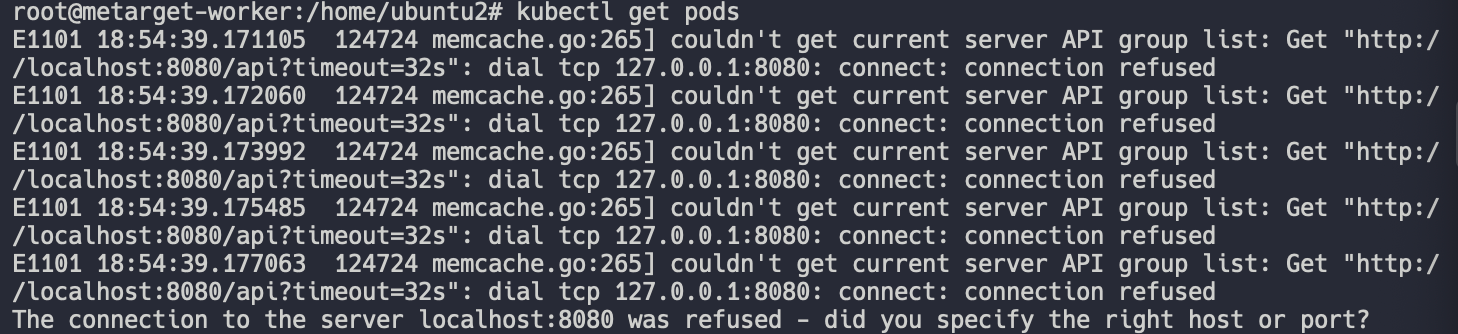 root@metarget-worker:/home/ubuntu2# kubectl get pods
E1101 18:54:39.171105  124724 memcache.go:265] couldn't get current server API group list: Get "http:/
/localhost:8080/api?timeout=32s": dial tcp 127.0.0.1:8080: connect: connection refused
E1101 18:54:39.172060  124724 memcache.go:265] couldn't get current server API group list: Get "http:/
/localhost:8080/api?timeout=32s": dial tcp 127.0.0.1:8080: connect: connection refused
E1101 18:54:39.173992  124724 memcache.go:265] couldn't get current server API group list: Get "http:/
/localhost:8080/api?timeout=32s": dial tcp 127.0.0.1:8080: connect: connection refused
E1101 18:54:39.175485  124724 memcache.go:265] couldn't get current server API group list: Get "http:/
/localhost:8080/api?timeout=32s": dial tcp 127.0.0.1:8080: connect: connection refused
E1101 18:54:39.177063  124724 memcache.go:265] couldn't get current server API group list: Get "http:/
/localhost:8080/api?timeout=32s": dial tcp 127.0.0.1:8080: connect: connection refused
The connection to the server localhost:8080 was refused - did you specify the right host or port?